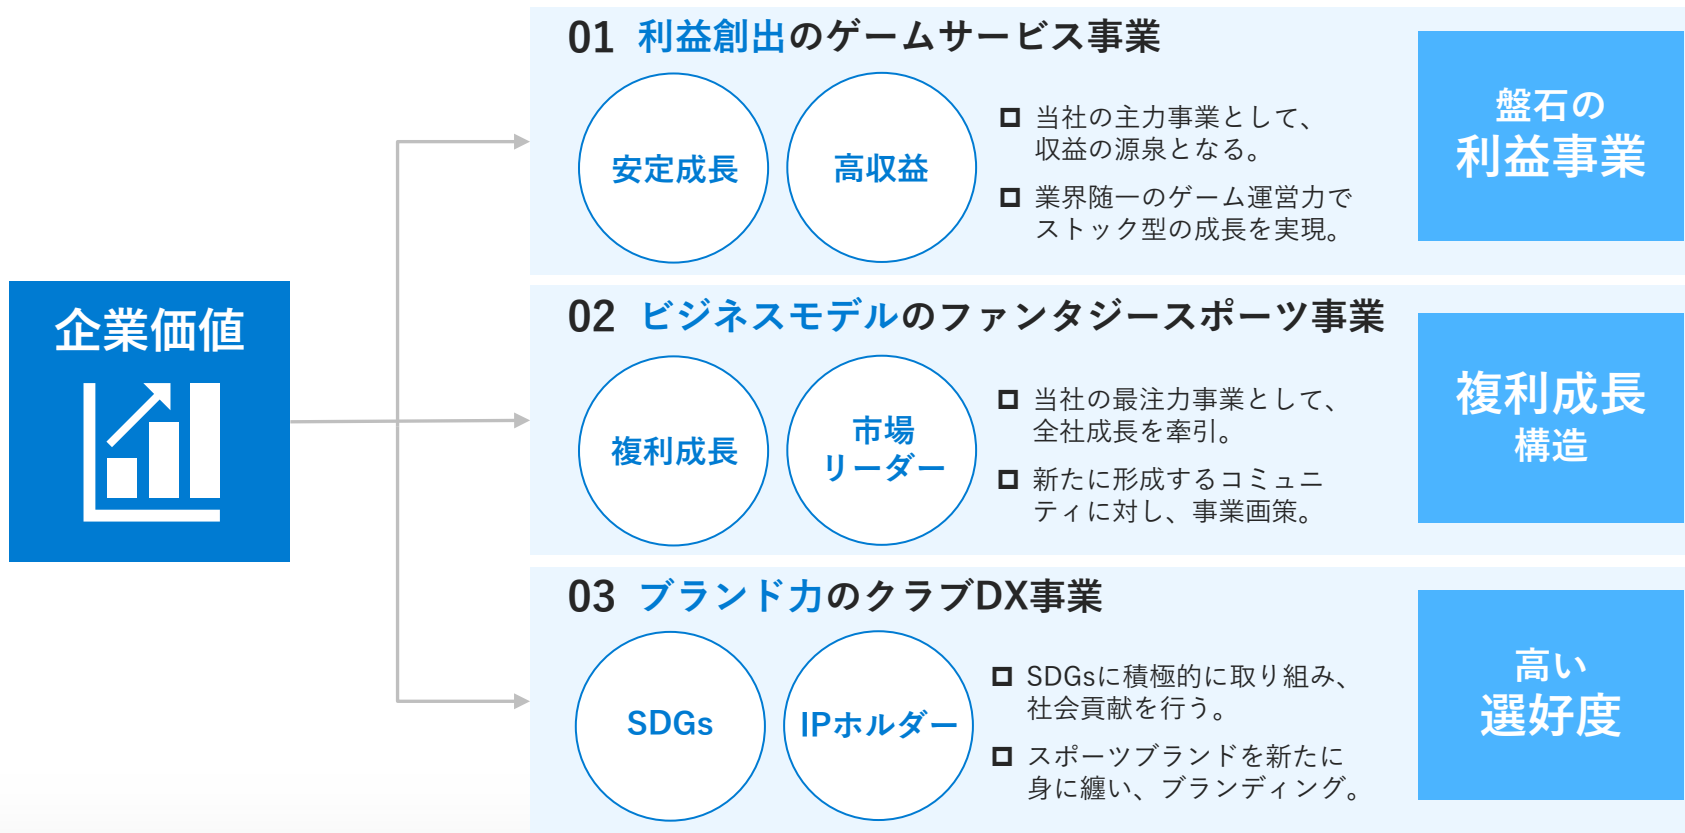 企業価値
01 利益創出のゲームサービス事業
安定成長
高収益
当社の主力事業として、
収益の源泉となる。
業界随一のゲーム運営力で
ストック型の成長を実現。
盤石の
利益事業
02 ビジネスモデルのファンタジースポーツ事業
複利成長
市場
リーダー
当社の最注力事業として、
全社成長を牽引。
新たに形成するコミュニ
ティに対し、事業画策。
複利成長
構造
03 ブランド力のクラブDX事業
SDGs
IPホルダー
SDGsに積極的に取り組み、
社会貢献を行う。
スポーツブランドを新たに
身に纏い、ブランディング。
高い
選好度